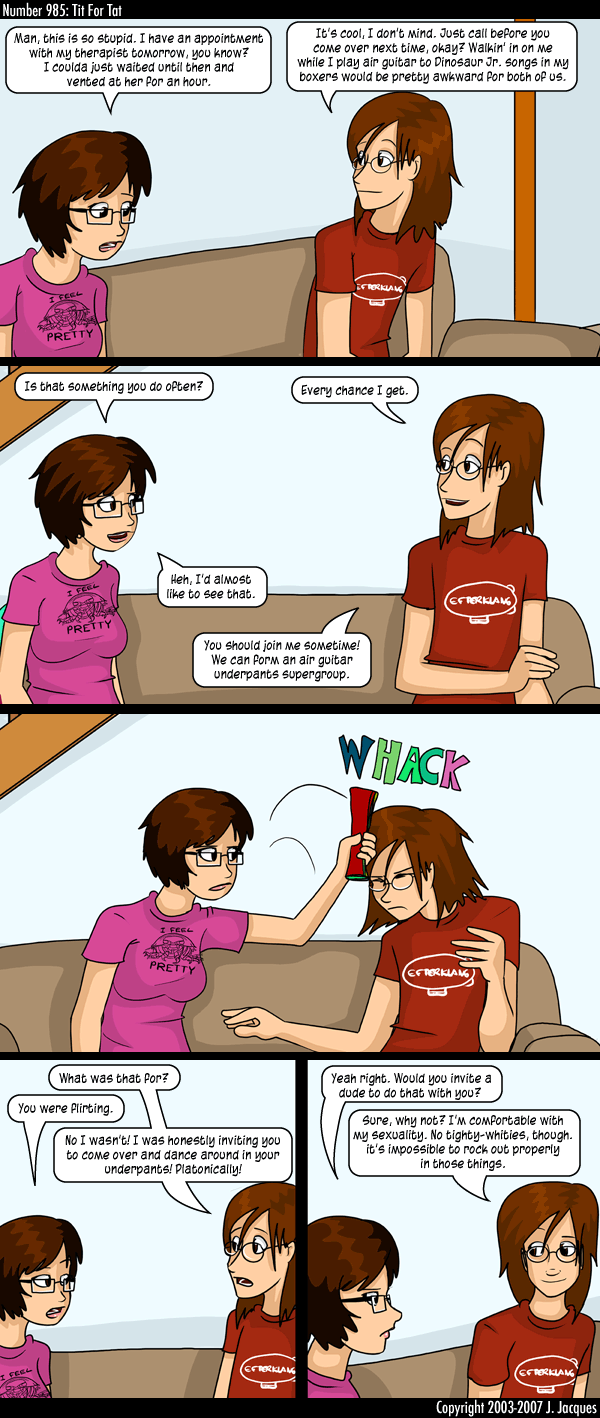 Number 985: Tit For Tat
Man, this is so stupid. I have an appointment
with my therapist tomorrow, you know?
I coulda just waited until then and
vented at her for an hour.
It's cool, I don't mind. Just call before you
come over next time, okay? Walkin' in on me
while I play air guitar to Dinosaur Jr. songs in my
boxers would be pretty awkward for both of us.
I FEEL
PRETTY
EFTERKLANG
Is that something you do often?
Every chance I get.
Heh, I'd almost
like to see that.
You should join me sometime!
We can form an air guitar
underpants supergroup.
I FEEL
PRETTY
EFTERKLANG
WHACK
I FEEL
PRETTY
EFTERKLANG
What was that for?
You were flirting.
No I wasn't! I was honestly inviting you
to come over and dance around in your
underpants! Platonically!
I FEEL
EFTERKLANG
Yeah right. Would you invite a
dude to do that with you?
Sure, why not? I'm comfortable with
my sexuality. No tighty-whities, though.
it's impossible to rock out properly
in those things.
EFTERKLANG
Copyright 2003-2007 J. Jacques